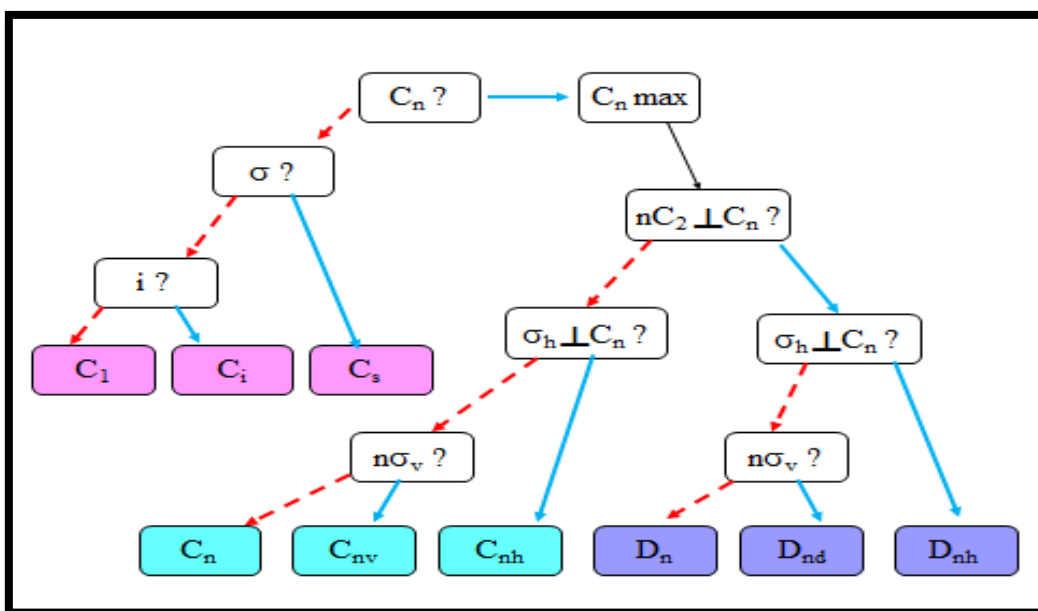 Cₙ ?
Cₙ max
σ ?
nC₂ ⊥Cₙ ?
i ?
σₕ ⊥Cₙ ?
σₕ ⊥Cₙ ?
C₁
Cᵢ
Cₛ
nσᵥ ?
nσᵥ ?
Cₙ
Cₙᵥ
Cₙₕ
Dₙ
Dₙd
Dₙₕ